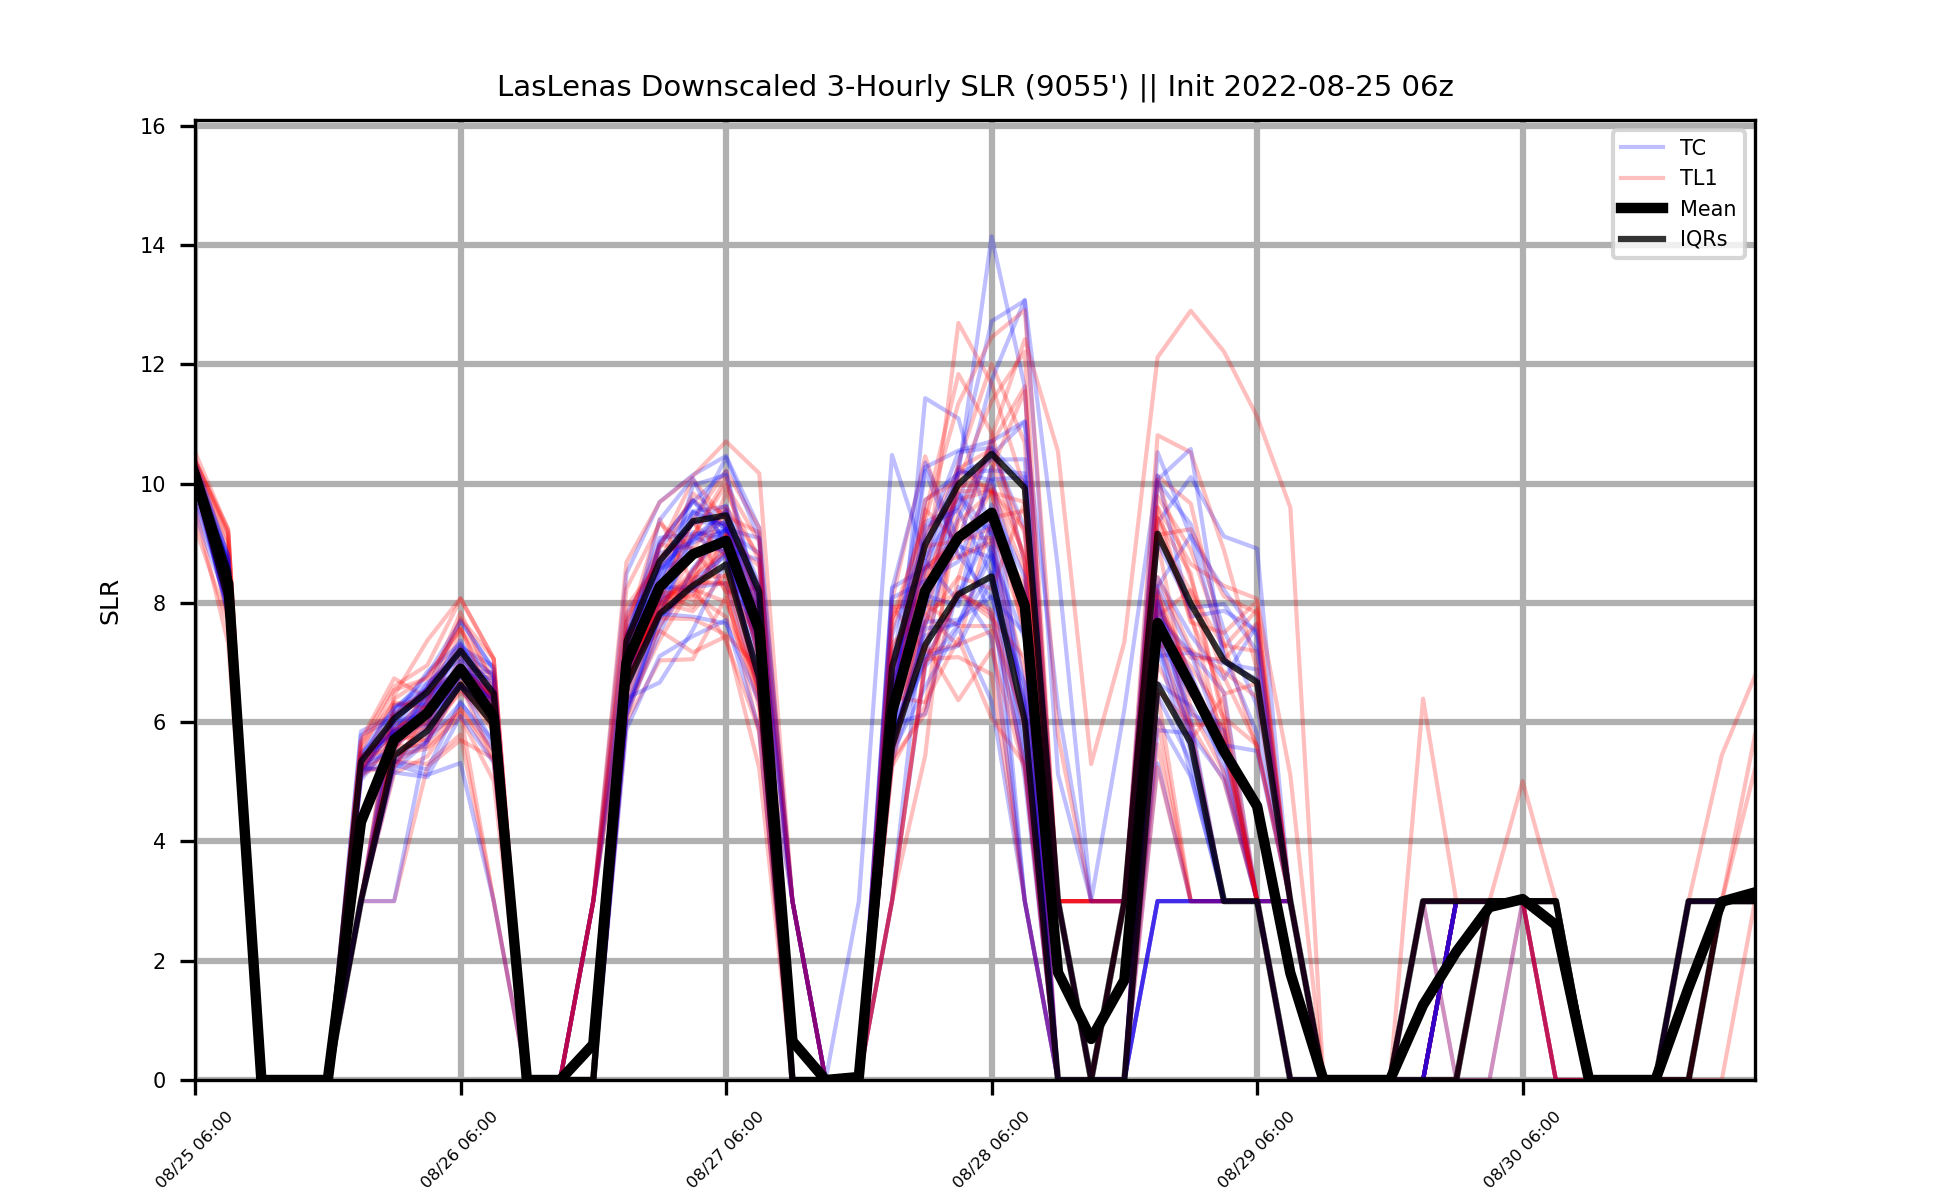 LasLenas Downscaled 3-Hourly SLR (9055') || Init 2022-08-25 06z
16
14
12
10
8
6
4
2
0
SLR
TC
TL1
Mean
IQRs
08/25 06:00
08/26 06:00
08/27 06:00
08/28 06:00
08/29 06:00
08/30 06:00